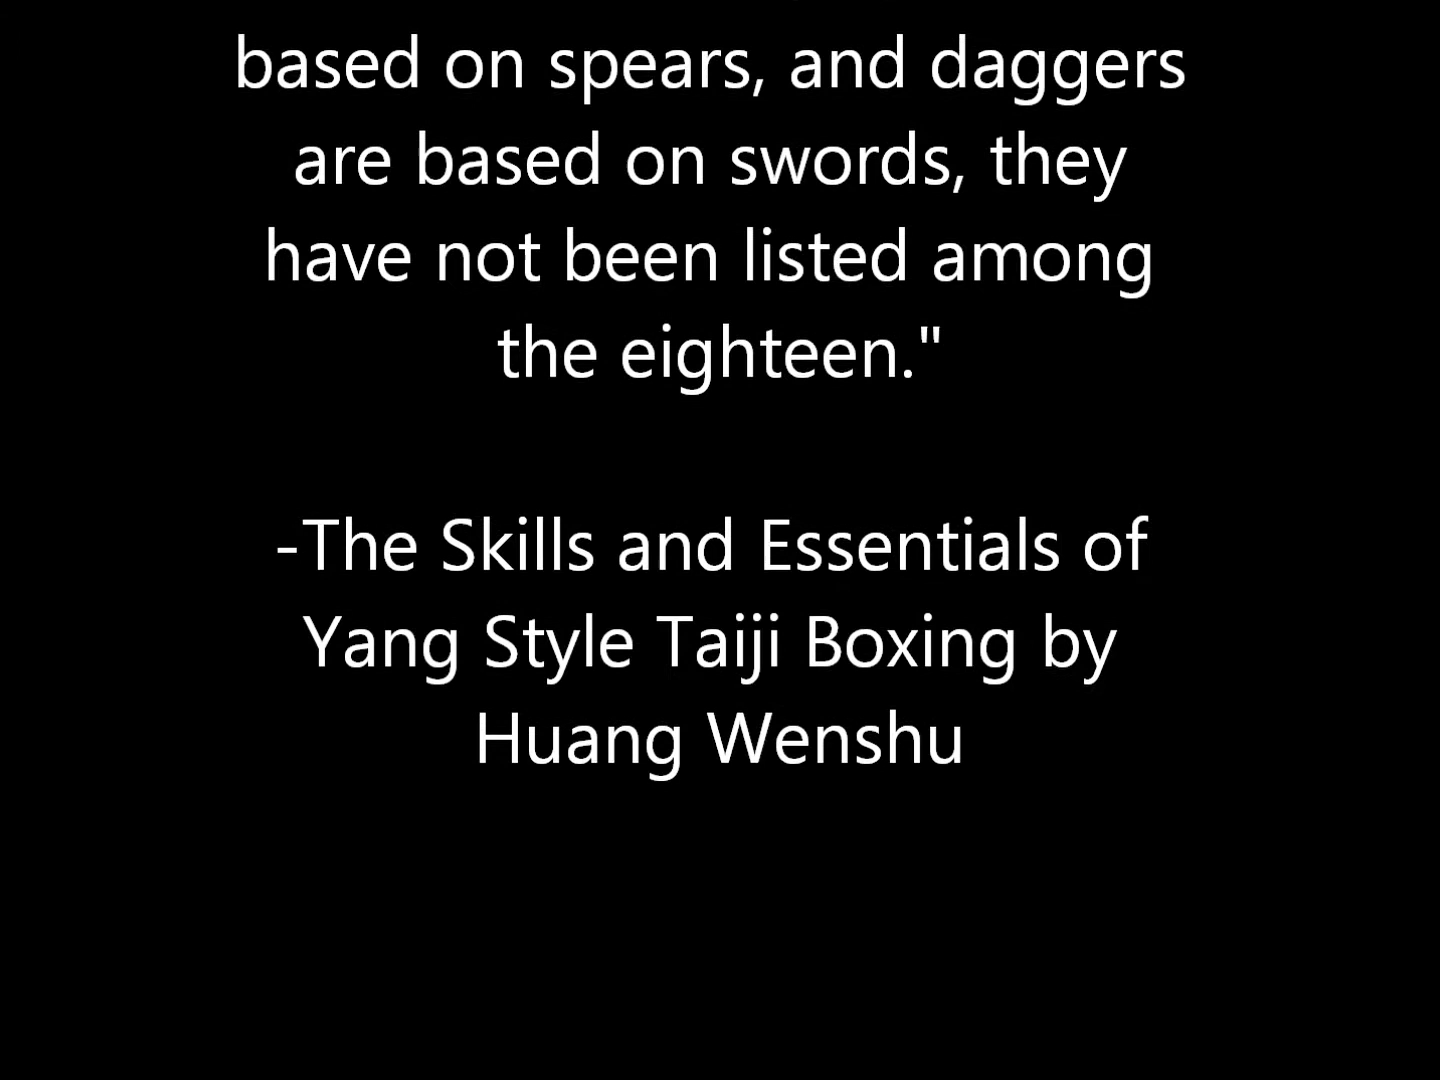 based on spears, and daggers
are based on swords, they
have not been listed among
the eighteen."
-The Skills and Essentials of
Yang Style Taiji Boxing by
Huang Wenshu